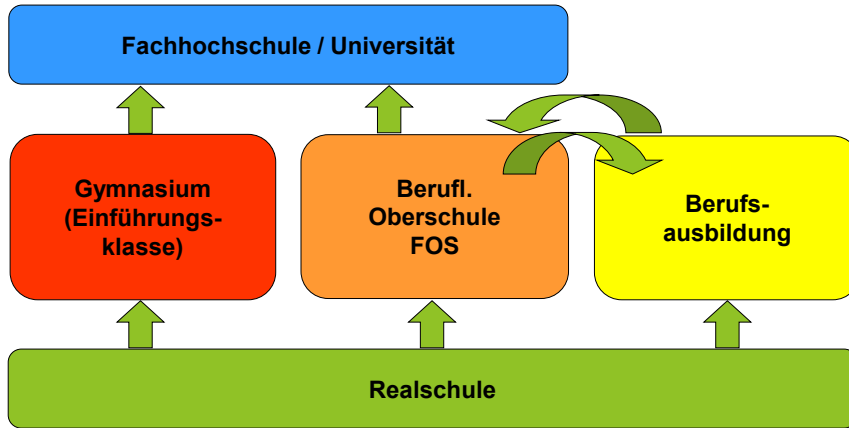 Fachhochschule / Universität
Gymnasium
(Einführungs-
klasse)
Berufl.
Oberschule
FOS
Berufs-
ausbildung
Realschule